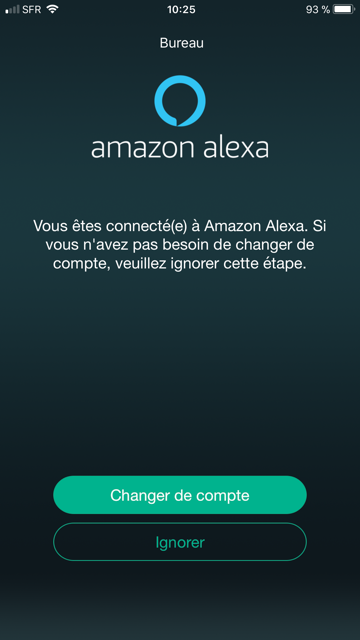 SFR 10:25 93 %
Bureau
amazon alexa
Vous êtes connecté(e) à Amazon Alexa. Si
vous n'avez pas besoin de changer de
compte, veuillez ignorer cette étape.
Changer de compte
Ignorer